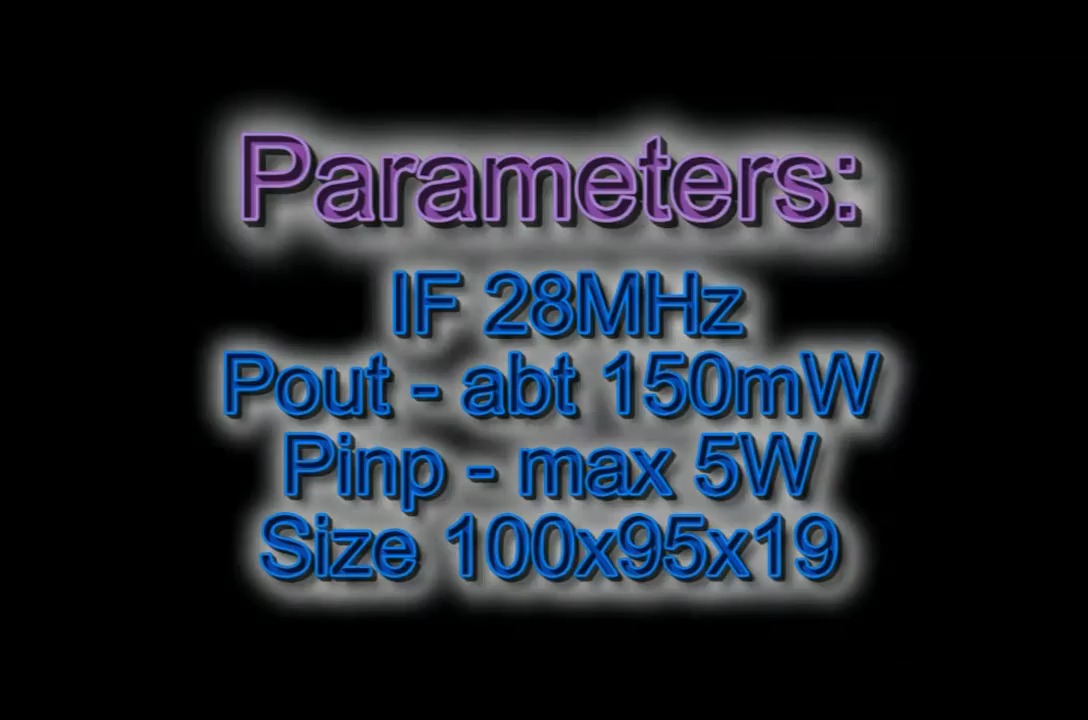 Parameters:
IF 28MHz
Pout - abt 150mW
Pinp - max 5W
Size 100x95x19